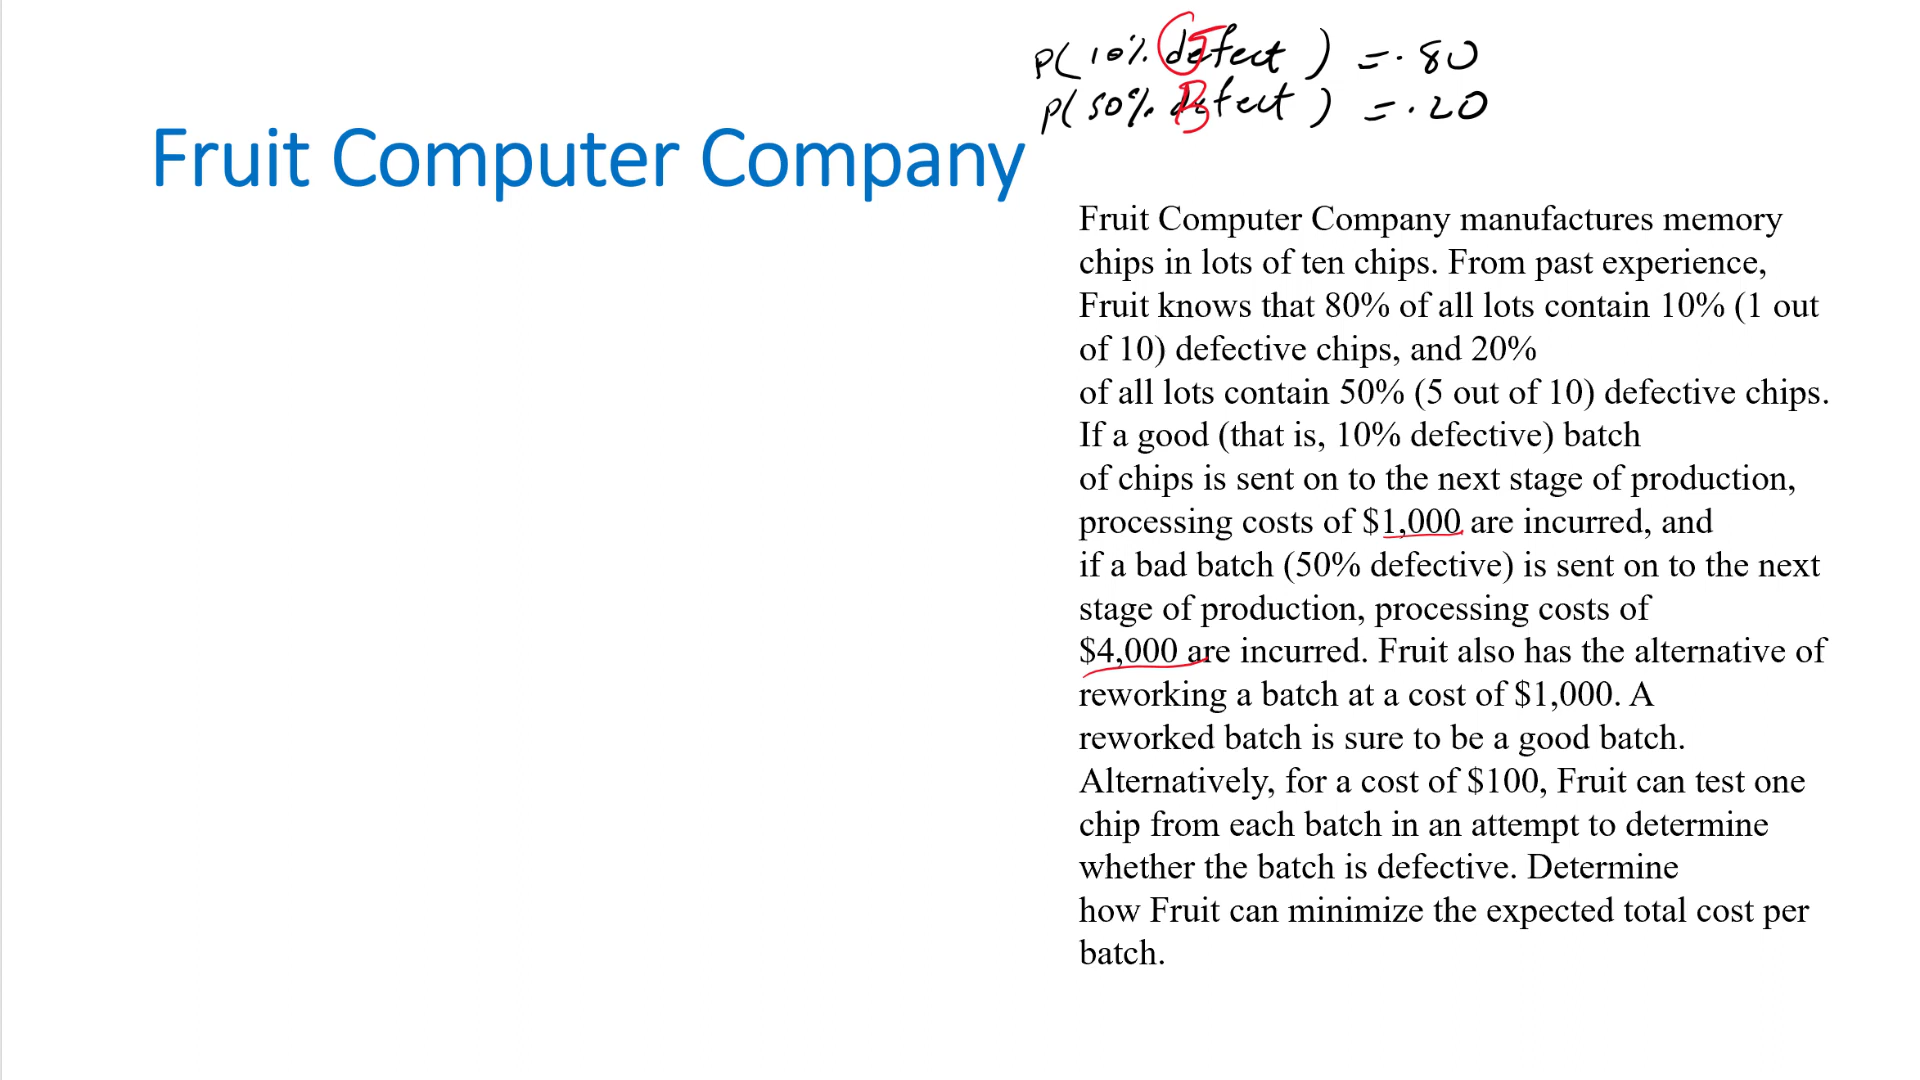 P( 10% defect ) = .80
P( 50% defect ) = .20
Fruit Computer Company
Fruit Computer Company manufactures memory
chips in lots of ten chips. From past experience,
Fruit knows that 80% of all lots contain 10% (1 out
of 10) defective chips, and 20%
of all lots contain 50% (5 out of 10) defective chips.
If a good (that is, 10% defective) batch
of chips is sent on to the next stage of production,
processing costs of $1,000 are incurred, and
if a bad batch (50% defective) is sent on to the next
stage of production, processing costs of
$4,000 are incurred. Fruit also has the alternative of
reworking a batch at a cost of $1,000. A
reworked batch is sure to be a good batch.
Alternatively, for a cost of $100, Fruit can test one
chip from each batch in an attempt to determine
whether the batch is defective. Determine
how Fruit can minimize the expected total cost per
batch.